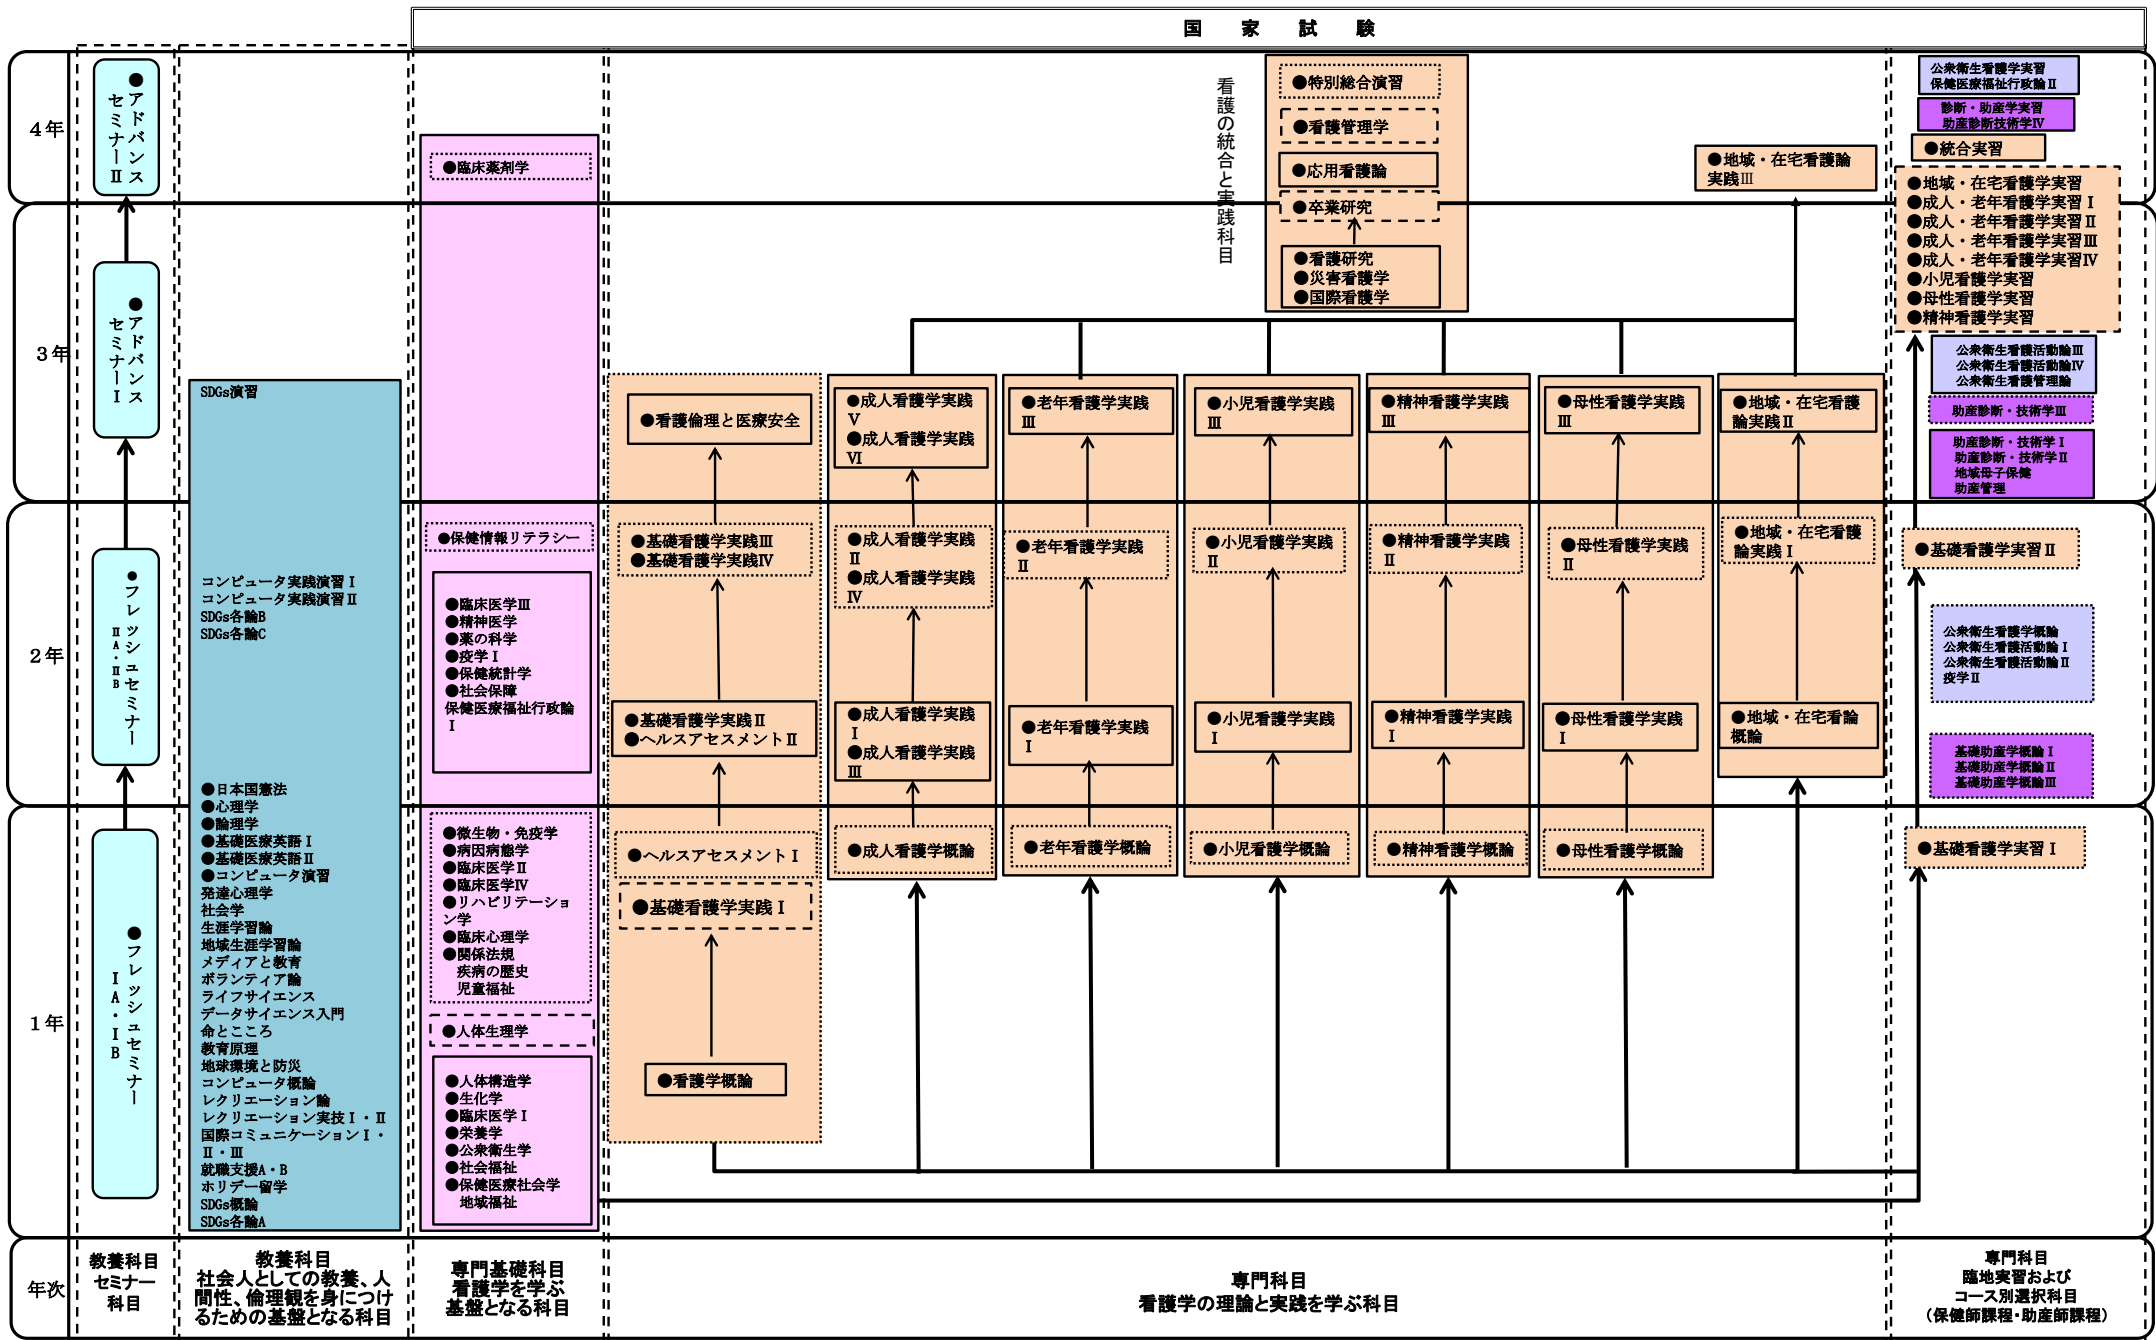 国　家　試　験
4年
●アドバンス
セミナーⅡ
●臨床薬剤学
看護の統合と実践科目
●特別総合演習
●看護管理学
●応用看護論
●卒業研究
●看護研究
●災害看護学
●国際看護学
●地域・在宅看護論
実践Ⅲ
公衆衛生看護学実習
保健医療福祉行政論Ⅱ
診断・助産学実習
助産診断技術学Ⅳ
●統合実習
●地域・在宅看護学実習
●成人・老年看護学実習Ⅰ
●成人・老年看護学実習Ⅱ
●成人・老年看護学実習Ⅲ
●成人・老年看護学実習Ⅳ
●小児看護学実習
●母性看護学実習
●精神看護学実習
3年
●アドバンス
セミナーⅠ
SDGs演習
●看護倫理と医療安全
●成人看護学実践
Ⅴ
●成人看護学実践
Ⅵ
●老年看護学実践
Ⅲ
●小児看護学実践
Ⅲ
●精神看護学実践
Ⅲ
●母性看護学実践
Ⅲ
●地域・在宅看護
論実践Ⅱ
公衆衛生看護活動論Ⅲ
公衆衛生看護活動論Ⅳ
公衆衛生看護管理論
助産診断・技術学Ⅲ
助産診断・技術学Ⅰ
助産診断・技術学Ⅱ
地域母子保健
助産管理
2年
●フレッシュセミナー
ⅡA・ⅡB
コンピュータ実践演習Ⅰ
コンピュータ実践演習Ⅱ
SDGs各論B
SDGs各論C
●保健情報リテラシー
●臨床医学Ⅲ
●精神医学
●薬の科学
●疫学Ⅰ
●保健統計学
●社会保障
保健医療福祉行政論
Ⅰ
●基礎看護学実践Ⅲ
●基礎看護学実践Ⅳ
●成人看護学実践
Ⅱ
●成人看護学実践
Ⅳ
●老年看護学実践
Ⅱ
●小児看護学実践
Ⅱ
●精神看護学実践
Ⅱ
●母性看護学実践
Ⅱ
●地域・在宅看護
論実践Ⅰ
●基礎看護学実習Ⅱ
●基礎看護学実践Ⅱ
●ヘルスアセスメントⅡ
●成人看護学実践
Ⅰ
●成人看護学実践
Ⅲ
●老年看護学実践
Ⅰ
●小児看護学実践
Ⅰ
●精神看護学実践
Ⅰ
●母性看護学実践
Ⅰ
●地域・在宅看論
概論
公衆衛生看護学概論
公衆衛生看護活動論Ⅰ
公衆衛生看護活動論Ⅱ
疫学Ⅱ
基礎助産学概論Ⅰ
基礎助産学概論Ⅱ
基礎助産学概論Ⅲ
1年
●フレッシュセミナー
ⅠA・ⅠB
●日本国憲法
●心理学
●論理学
●基礎医療英語Ⅰ
●基礎医療英語Ⅱ
●コンピュータ演習
発達心理学
社会学
生涯学習論
地域生涯学習論
メディアと教育
ボランティア論
ライフサイエンス
データサイエンス入門
命とこころ
教育原理
地球環境と防災
コンピュータ概論
レクリエーション論
レクリエーション実技Ⅰ・Ⅱ
国際コミュニケーションⅠ・
Ⅱ・Ⅲ
就職支援A・B
ホリデー留学
SDGs概論
SDGs各論A
●微生物・免疫学
●病因病態学
●臨床医学Ⅱ
●臨床医学Ⅳ
●リハビリテーショ
ン学
●臨床心理学
●関係法規
疾病の歴史
児童福祉
●人体生理学
●人体構造学
●生化学
●臨床医学Ⅰ
●栄養学
●公衆衛生学
●社会福祉
●保健医療社会学
地域福祉
●ヘルスアセスメントⅠ
●基礎看護学実践Ⅰ
●看護学概論
●成人看護学概論
●老年看護学概論
●小児看護学概論
●精神看護学概論
●母性看護学概論
●基礎看護学実習Ⅰ
年次
教養科目
セミナー
科目
教養科目
社会人としての教養、人
間性、倫理観を身につけ
るための基盤となる科目
専門基礎科目
看護学を学ぶ
基盤となる科目
専門科目
看護学の理論と実践を学ぶ科目
専門科目
臨地実習および
コース別選択科目
（保健師課程・助産師課程）